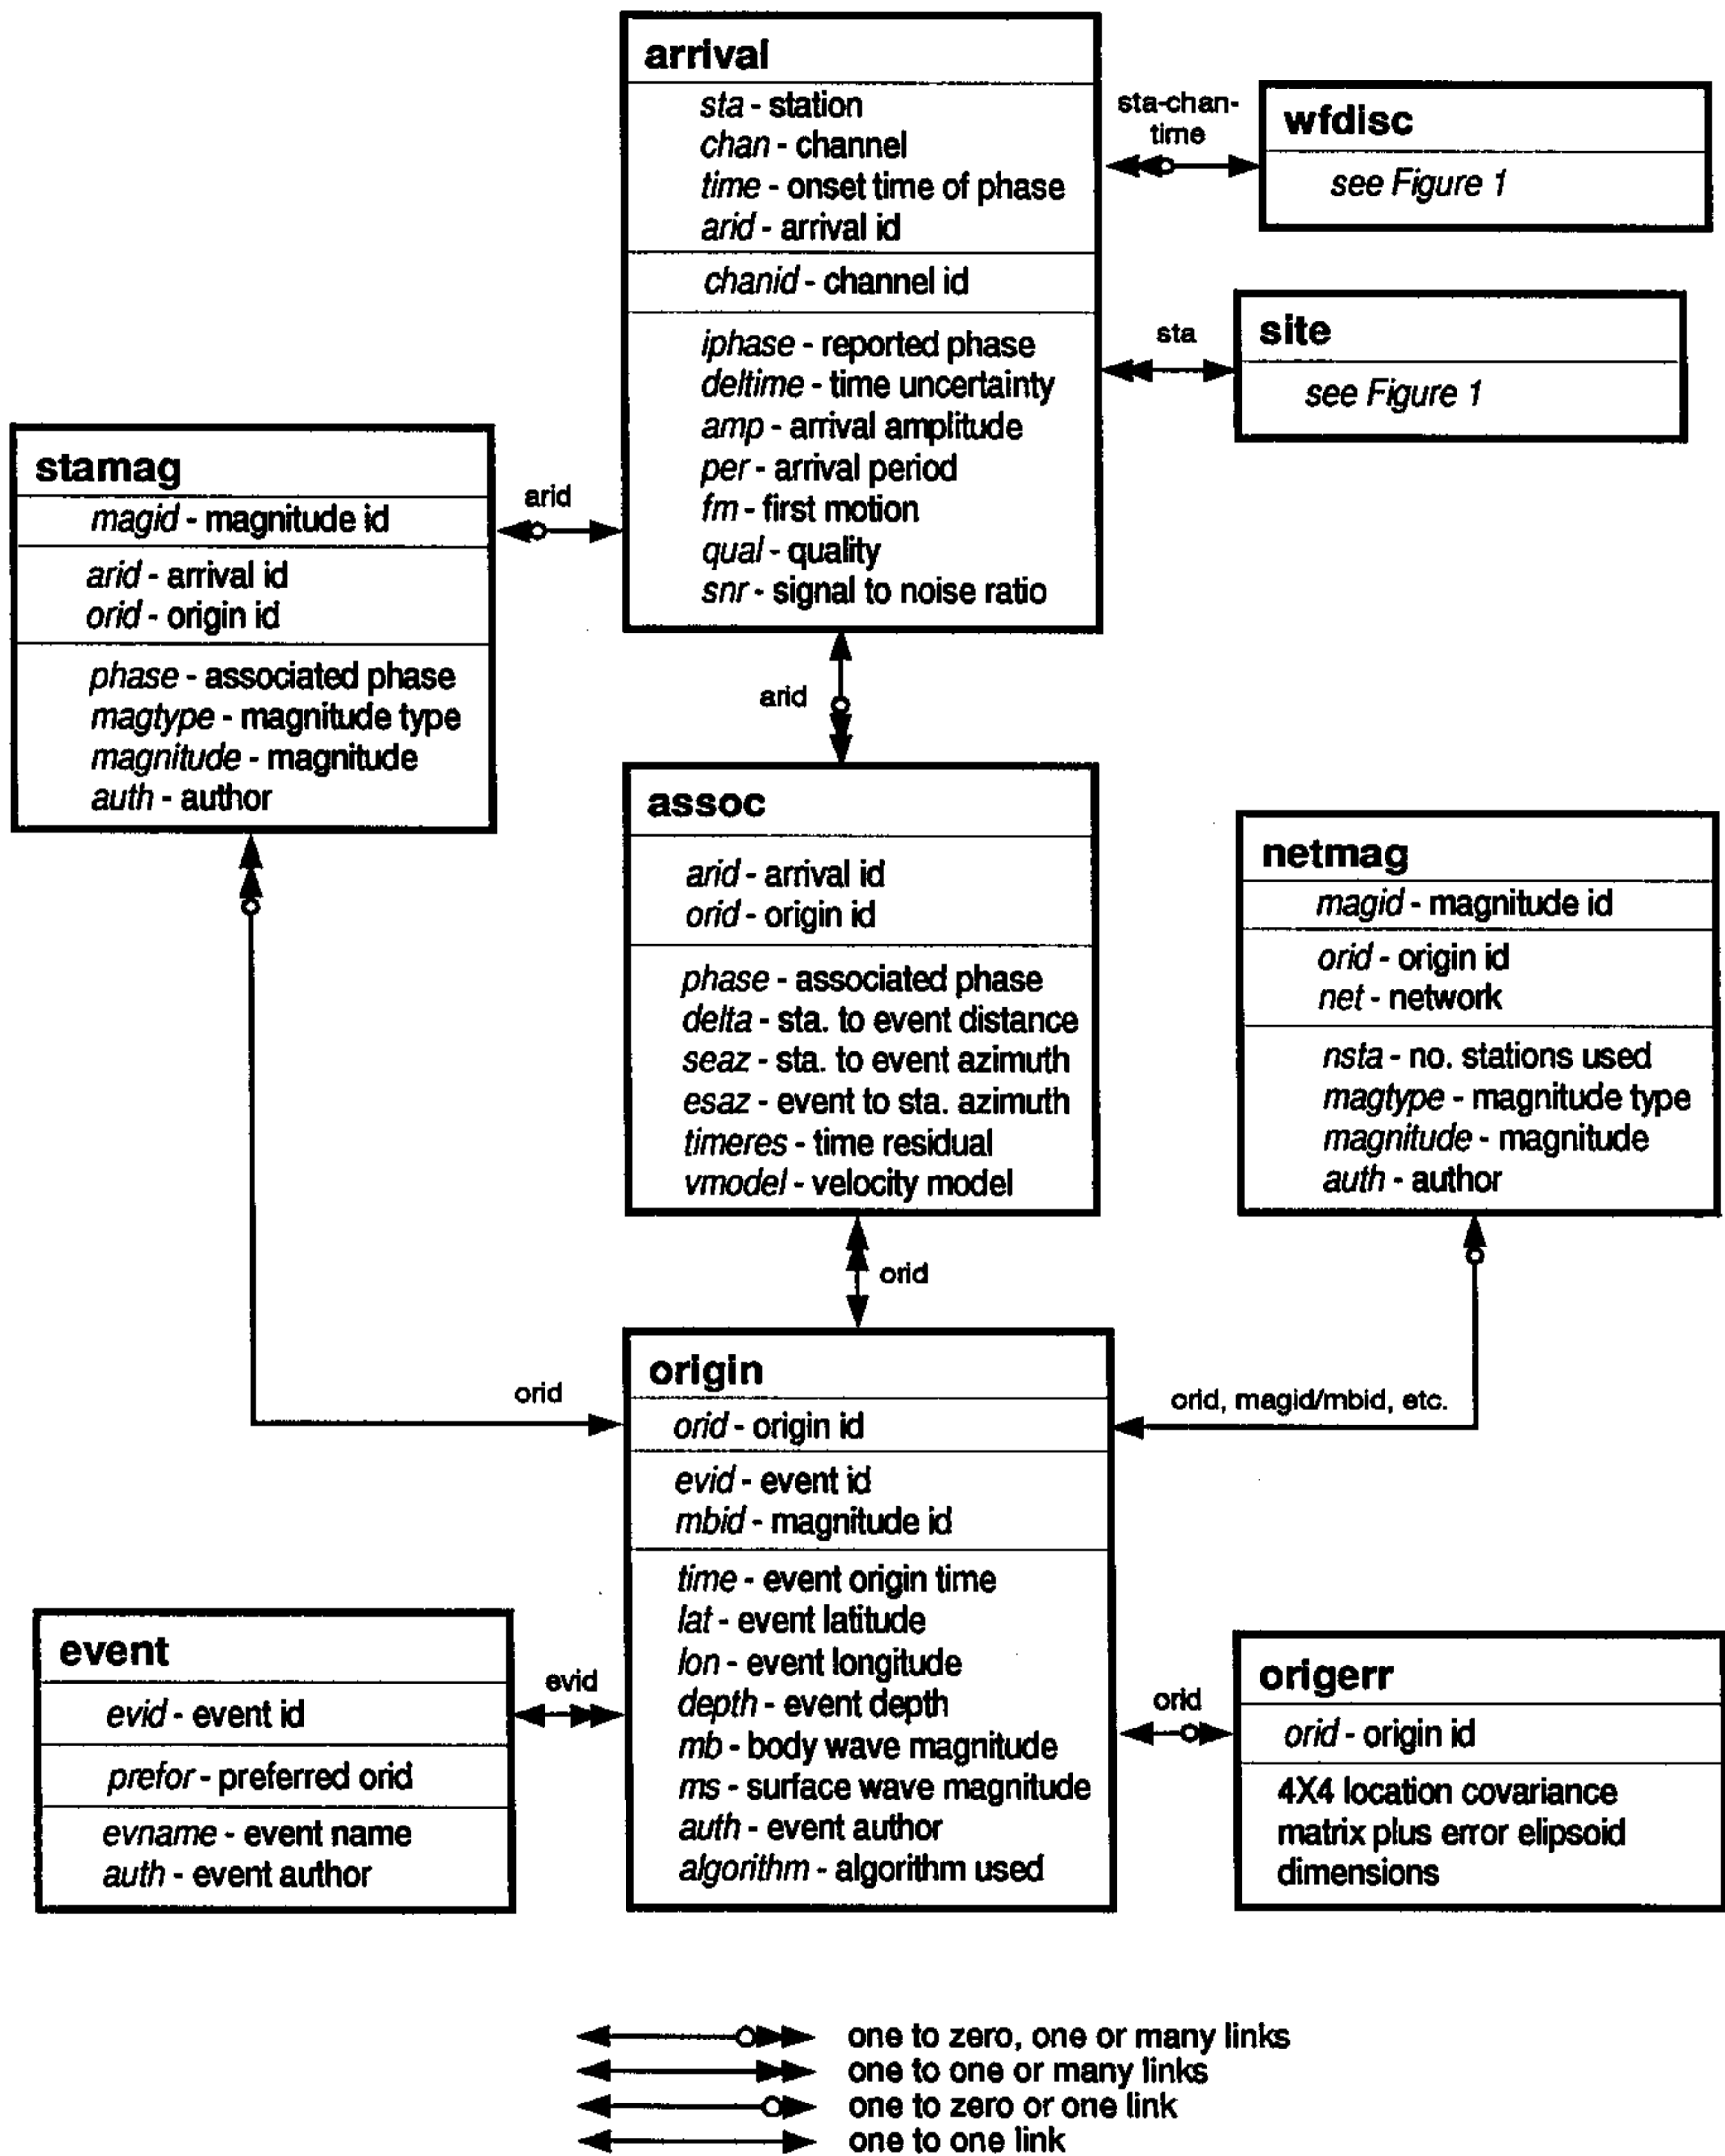 arrival
sta - station
chan - channel
time - onset time of phase
arid - arrival id
chanid - channel id
iphase - reported phase
deltime - time uncertainty
amp - arrival amplitude
per - arrival period
fm - first motion
qual - quality
snr - signal to noise ratio
sta-chan-
time
wfdisc
see Figure 1
sta
site
see Figure 1
stamag
magid - magnitude id
arid - arrival id
orid - origin id
phase - associated phase
magtype - magnitude type
magnitude - magnitude
auth - author
arid
arid
assoc
arid - arrival id
orid - origin id
phase - associated phase
delta - sta. to event distance
seaz - sta. to event azimuth
esaz - event to sta. azimuth
timeres - time residual
vmodel - velocity model
netmag
magid - magnitude id
orid - origin id
net - network
nsta - no. stations used
magtype - magnitude type
magnitude - magnitude
auth - author
orid
orid
orid, magid/mbid, etc.
origin
orid - origin id
evid - event id
mbid - magnitude id
time - event origin time
lat - event latitude
lon - event longitude
depth - event depth
mb - body wave magnitude
ms - surface wave magnitude
auth - event author
algorithm - algorithm used
event
evid - event id
prefor - preferred orid
evname - event name
auth - event author
evid
orid
origerr
orid - origin id
4X4 location covariance
matrix plus error elipsoid
dimensions
one to zero, one or many links
one to one or many links
one to zero or one link
one to one link